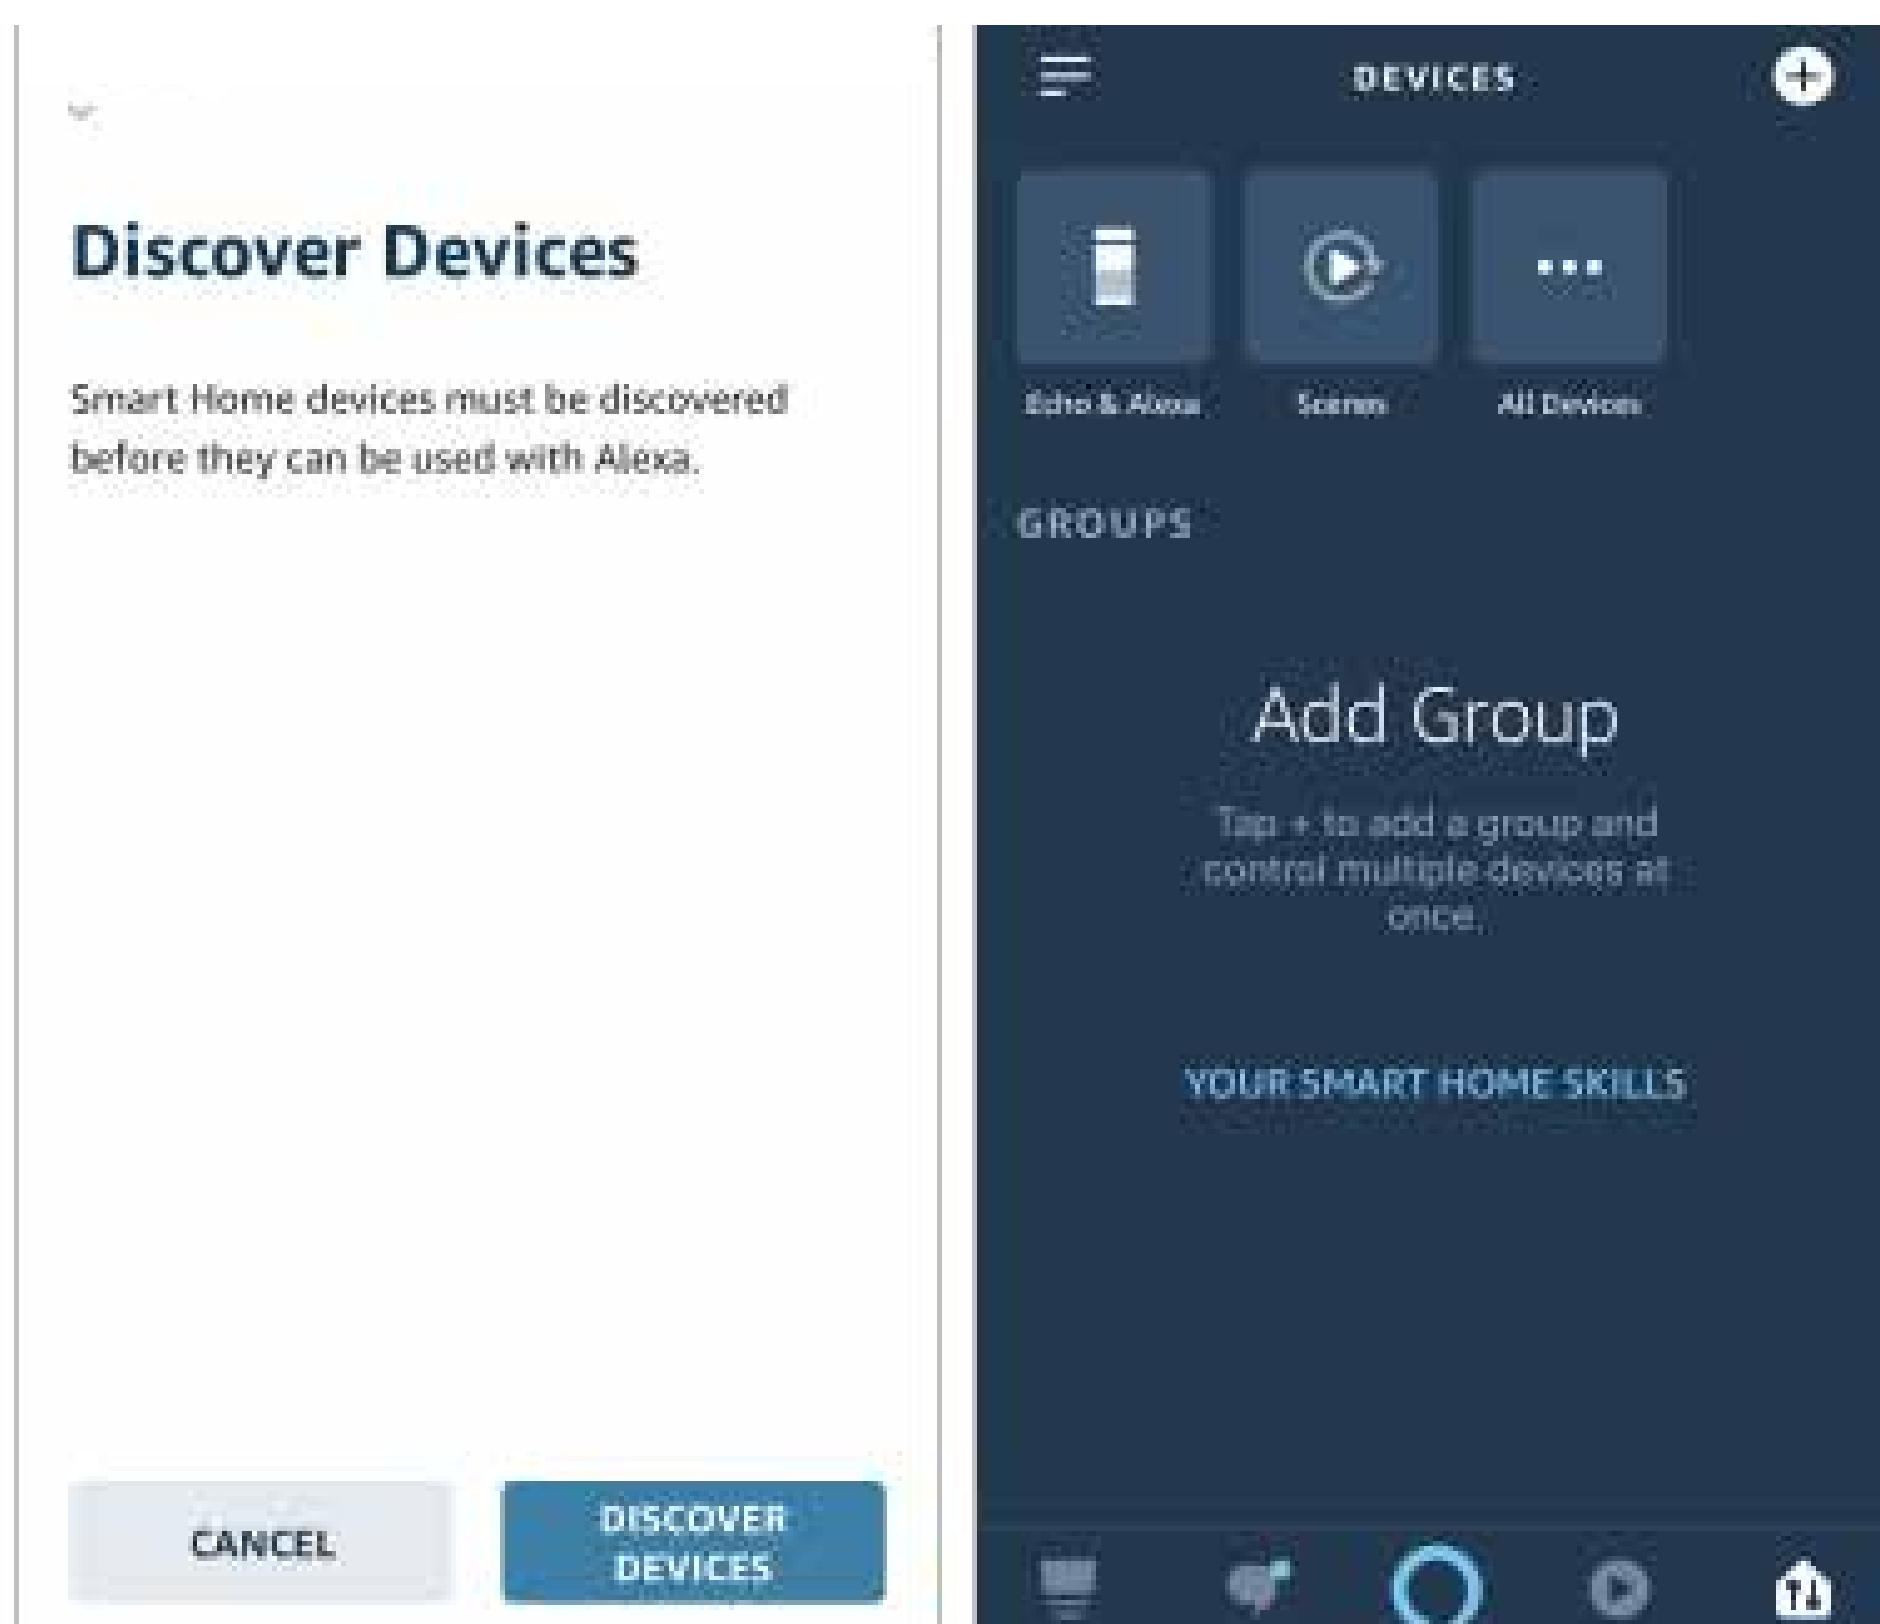 Discover Devices
Smart Home devices must be discovered
before they can be used with Alexa.
CANCEL
DISCOVER
DEVICES
DEVICES
Echo & Alexa
Scenes
All Devices
GROUPS
Add Group
Tap + to add a group and
control multiple devices at
once.
YOUR SMART HOME SKILLS